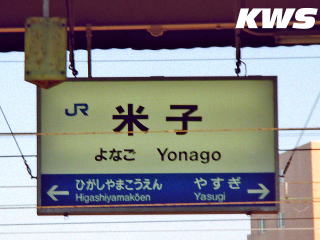 KWS
JR
米子
よなご Yonago
ひがしやまこうえん やすぎ
Higashiyamakōen Yasugi